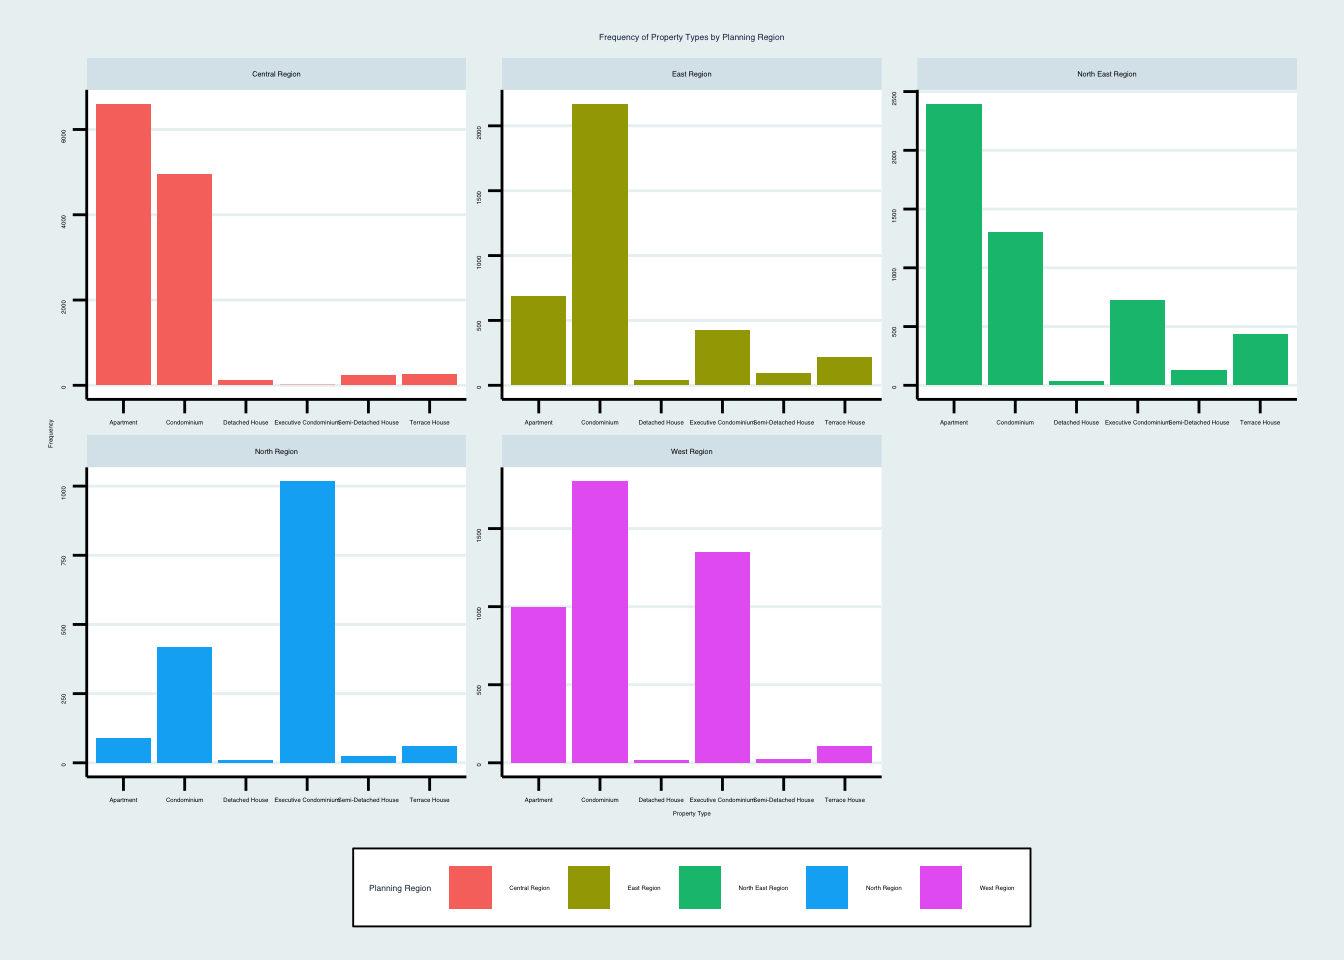 Frequency of Property Types by Planning Region
Central Region
East Region
North East Region
6000
4000
2000
0
2000
1500
1000
500
0
2500
2000
1500
1000
500
0
Apartment Condominium Detached House Executive Condominium Semi-Detached House Terrace House
Apartment Condominium Detached House Executive Condominium Semi-Detached House Terrace House
Apartment Condominium Detached House Executive Condominium Semi-Detached House Terrace House
Frequency
North Region
West Region
1000
750
500
250
0
1500
1000
500
0
Apartment Condominium Detached House Executive Condominium Semi-Detached House Terrace House
Apartment Condominium Detached House Executive Condominium Semi-Detached House Terrace House
Property Type
Planning Region Central Region East Region North East Region North Region West Region